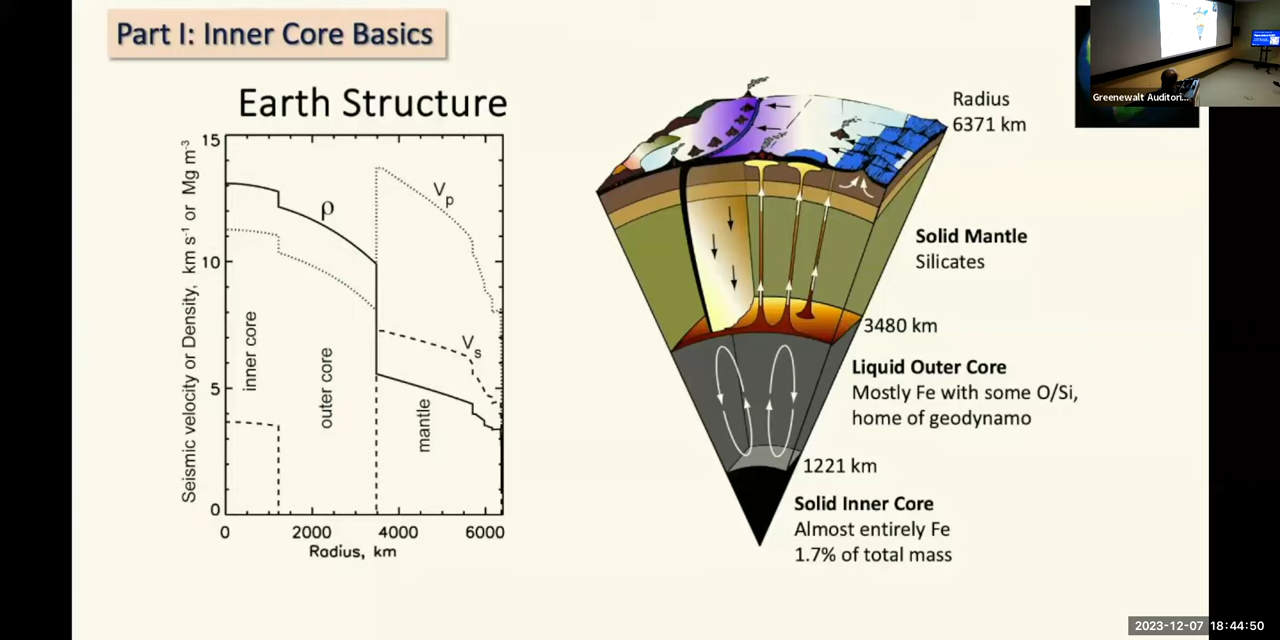 Part I: Inner Core Basics
Earth Structure
Seismic velocity or Density, km s⁻¹ or Mg m⁻³
15
10
5
0
ρ
Vp
Vs
inner core
outer core
mantle
0 2000 4000 6000
Radius, km
Radius
6371 km
Solid Mantle
Silicates
3480 km
Liquid Outer Core
Mostly Fe with some O/Si,
home of geodynamo
1221 km
Solid Inner Core
Almost entirely Fe
1.7% of total mass
Greenewalt Auditori...
2023-12-07 18:44:50